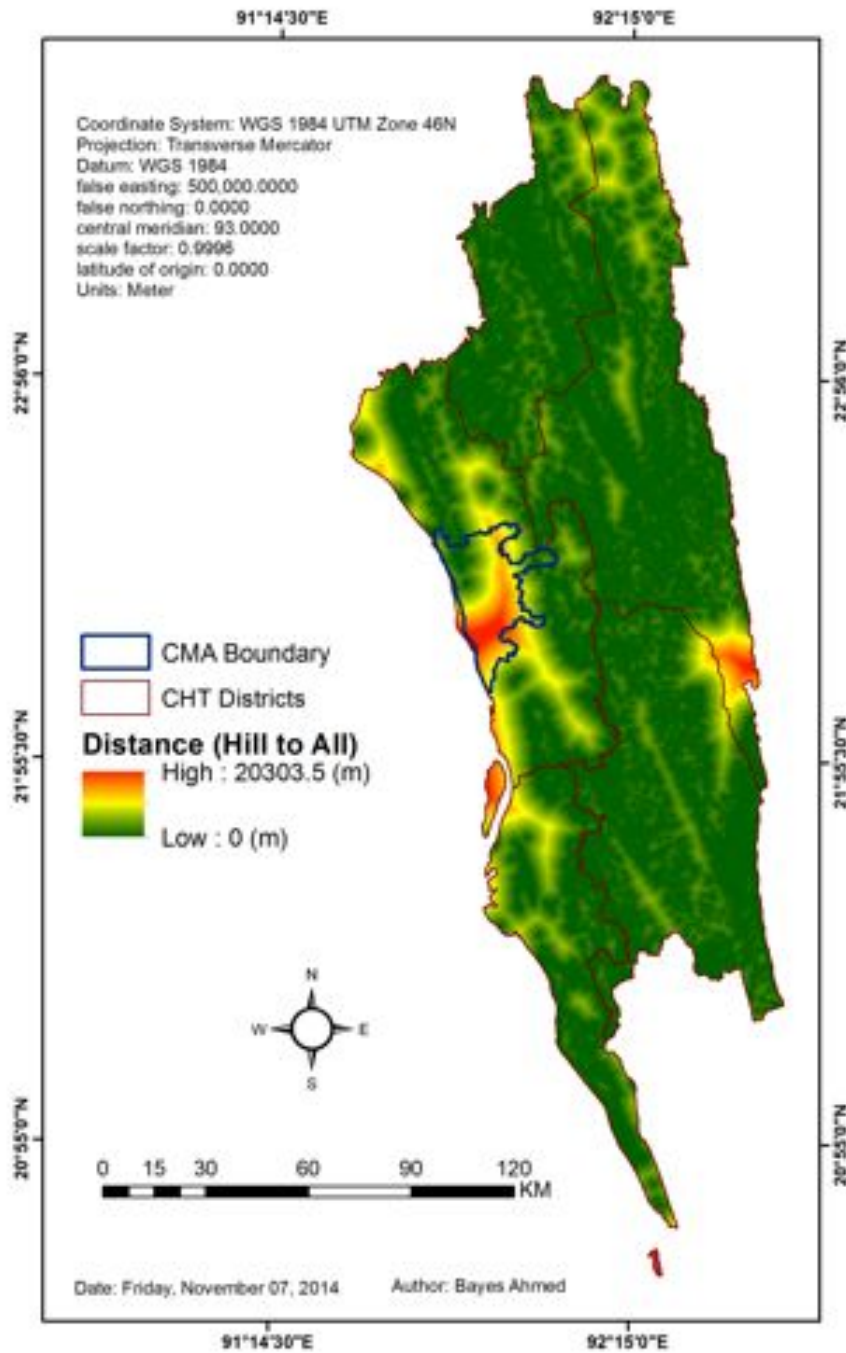 91°14'30"E 92°15'0"E
Coordinate System: WGS 1984 UTM Zone 46N
Projection: Transverse Mercator
Datum: WGS 1984
false easting: 500,000.0000
false northing: 0.0000
central meridian: 93.0000
scale factor: 0.9996
latitude of origin: 0.0000
Units: Meter
22°56'0"N 22°56'0"N
CMA Boundary
CHT Districts
Distance (Hill to All)
High : 20303.5 (m)
Low : 0 (m)
21°55'30"N 21°55'30"N
N
W E
S
20°55'0"N 20°55'0"N
0 15 30 60 90 120
KM
Date: Friday, November 07, 2014 Author: Bayes Ahmed
91°14'30"E 92°15'0"E